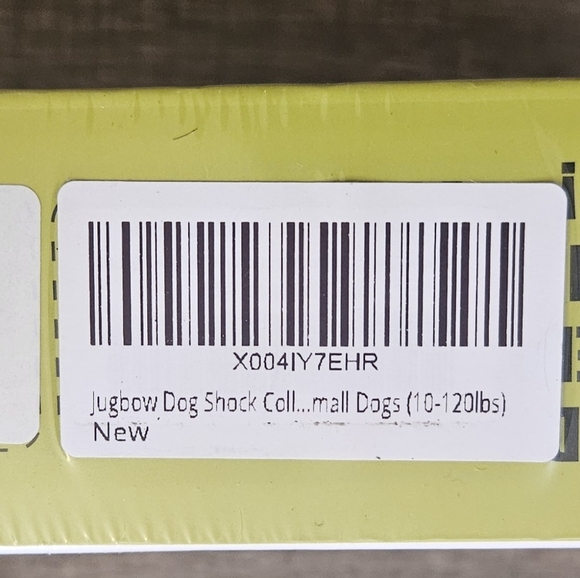 X004IY7EHR
Jugbow Dog Shock Coll...mall Dogs (10-120lbs)
New